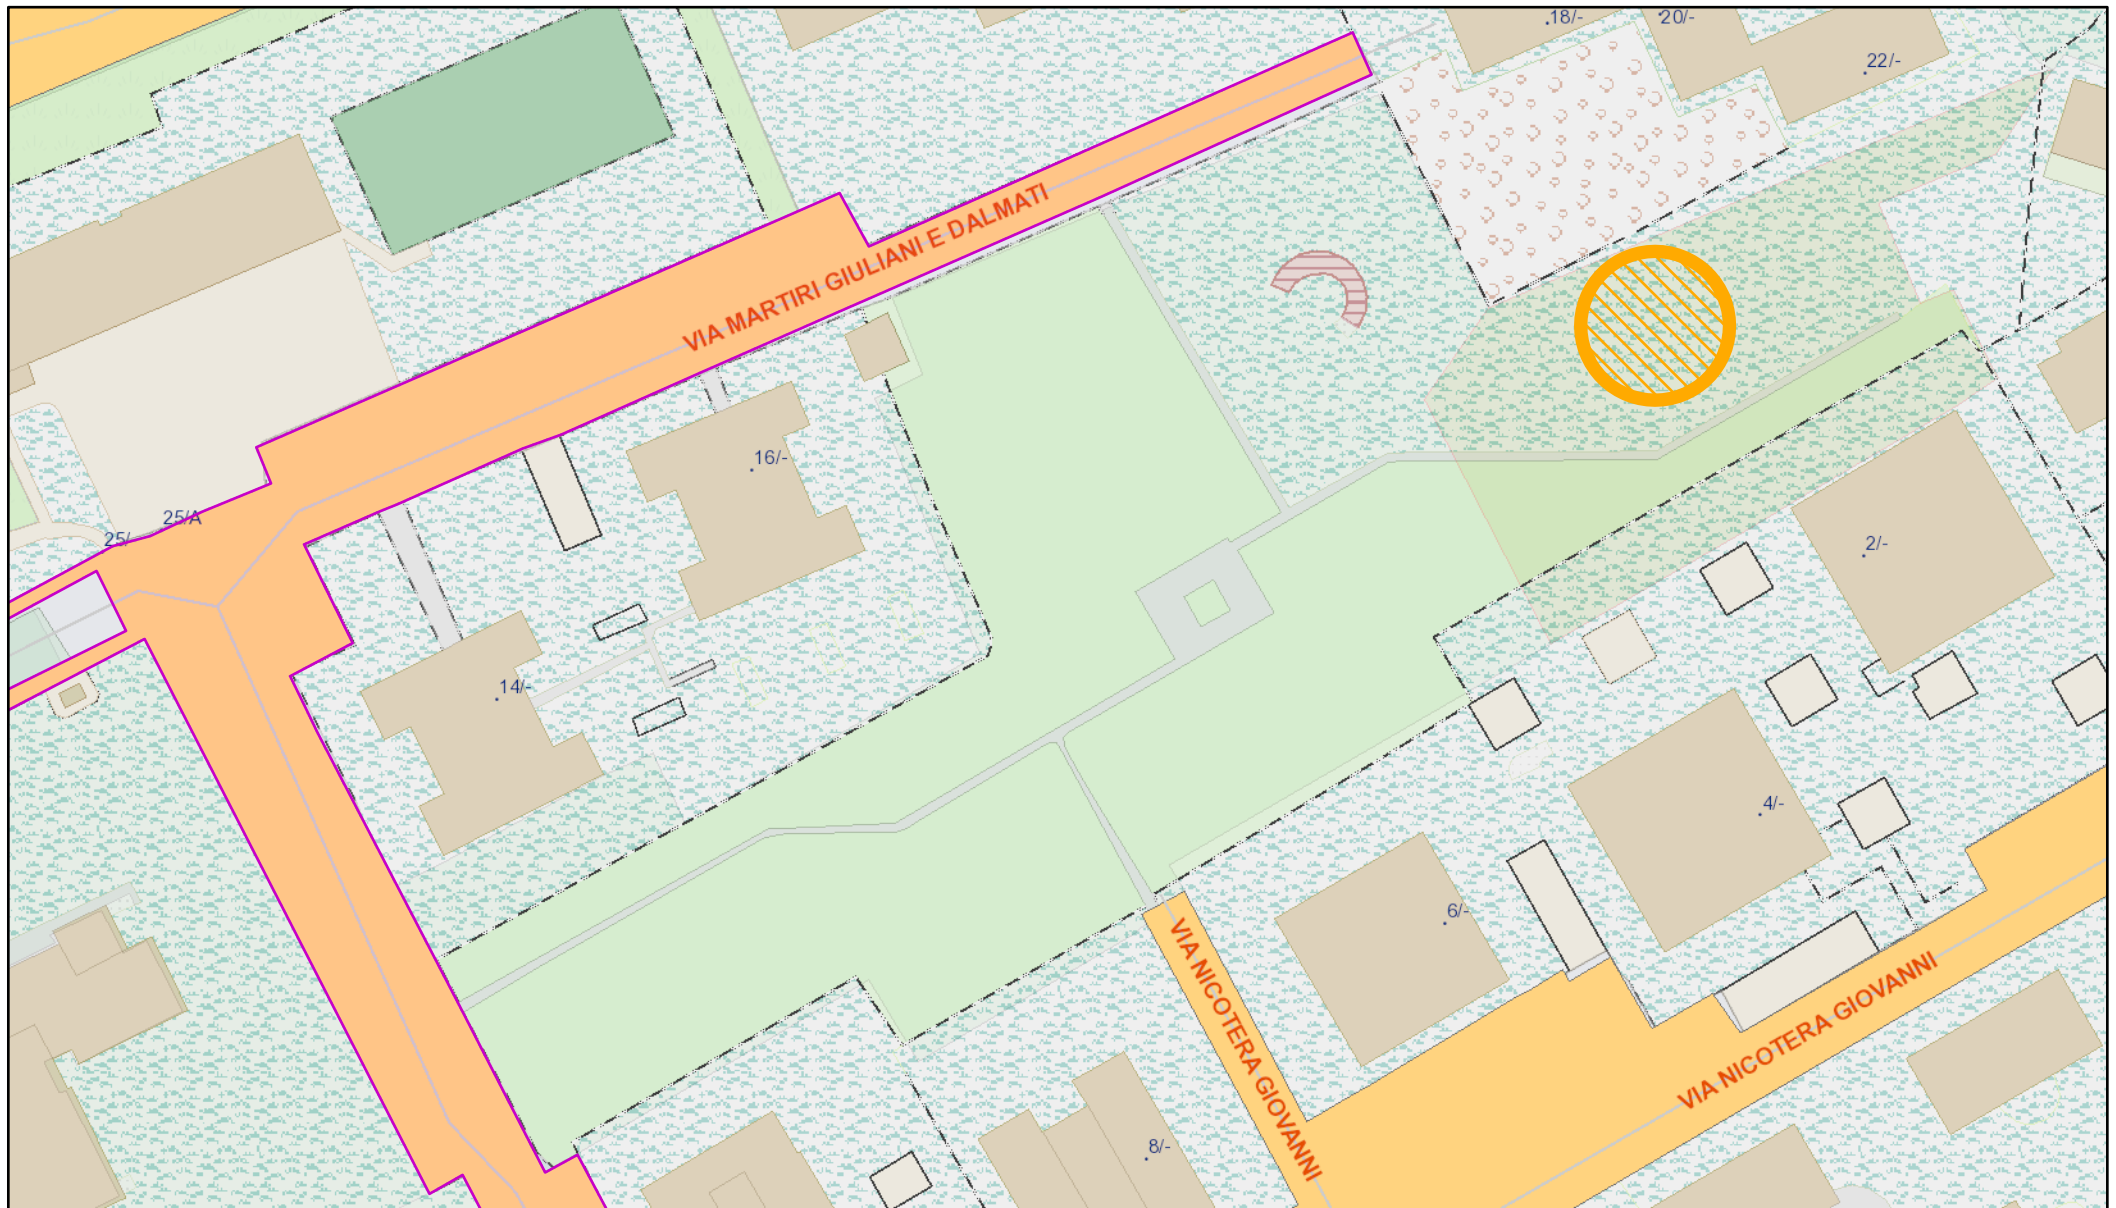 18/-
20/-
22/-
VIA MARTIRI GIULIANI E DALMATI
16/-
25/A
25/-
2/-
14/-
4/-
6/-
VIA NICOTERA GIOVANNI
VIA NICOTERA GIOVANNI
8/-